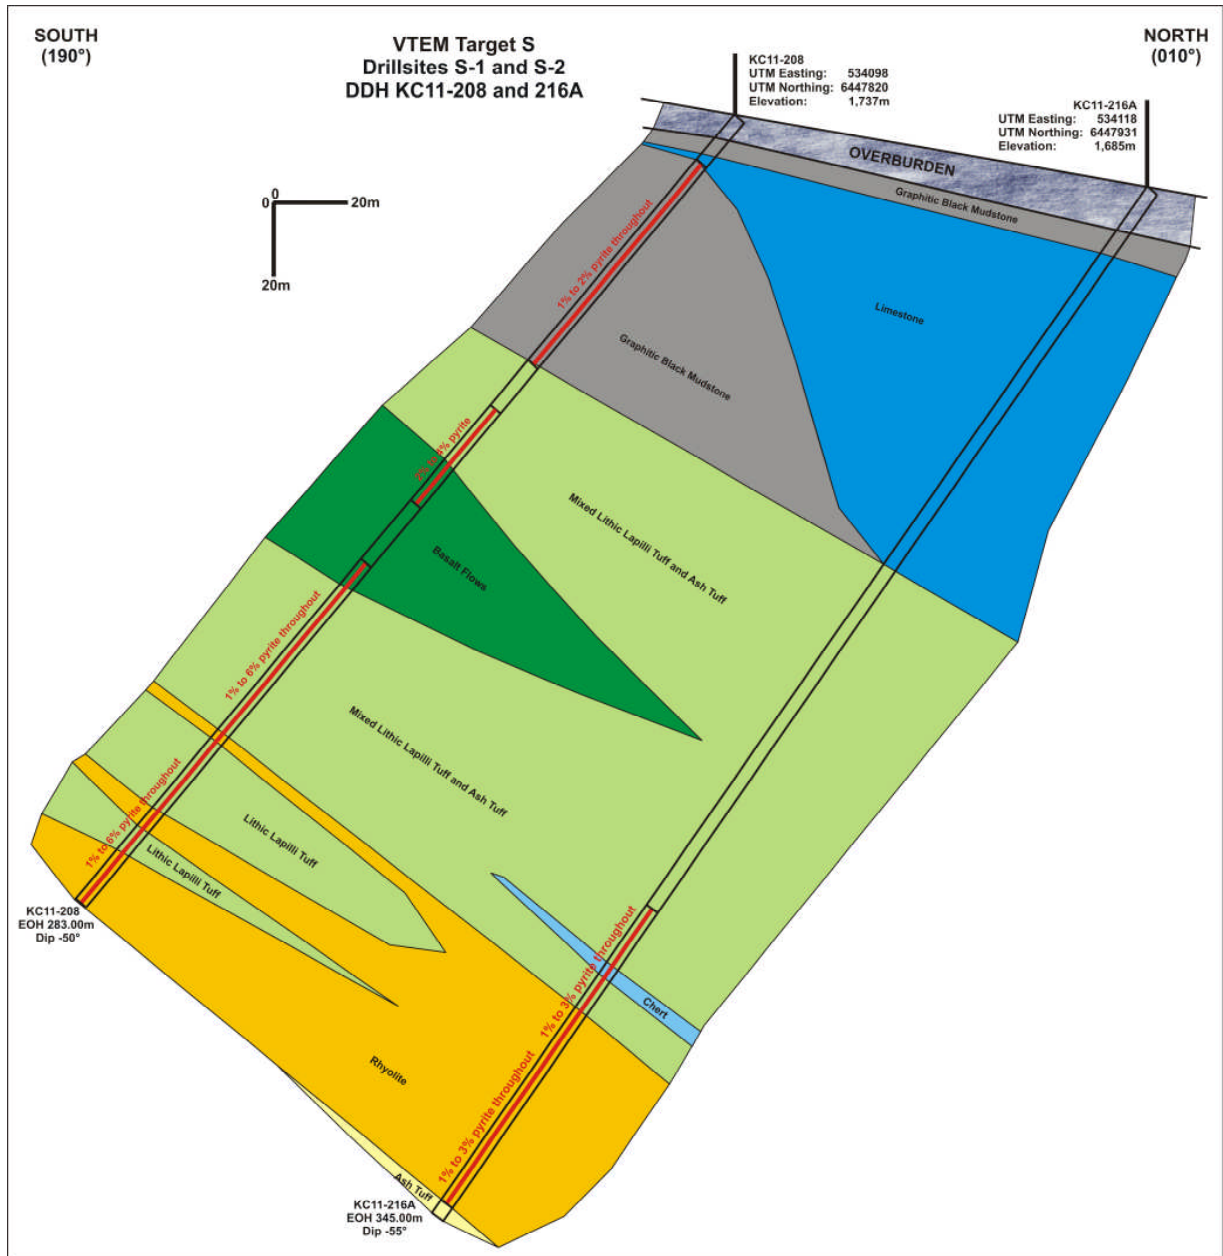 SOUTH
(190°)
VTEM Target S
Drillsites S-1 and S-2
DDH KC11-208 and 216A
NORTH
(010°)
KC11-208
UTM Easting: 534098
UTM Northing: 6447820
Elevation: 1,737m
KC11-216A
UTM Easting: 534118
UTM Northing: 6447931
Elevation: 1,685m
0
0
20m
20m
OVERBURDEN
Graphitic Black Mudstone
1% to 2% pyrite throughout
Limestone
Graphitic Black Mudstone
4% pyrite
Mixed Lithic Lapilli Tuff and Ash Tuff
Basalt Flows
1% to 6% pyrite throughout
Mixed Lithic Lapilli Tuff and Ash Tuff
1% to 6% pyrite throughout
Lithic Lapilli Tuff
Lithic Lapilli Tuff
KC11-208
EOH 283.00m
Dip -50°
1% to 3% pyrite throughout
Chert
Rhyolite
1% to 3% pyrite throughout
Ash Tuff
KC11-216A
EOH 345.00m
Dip -55°